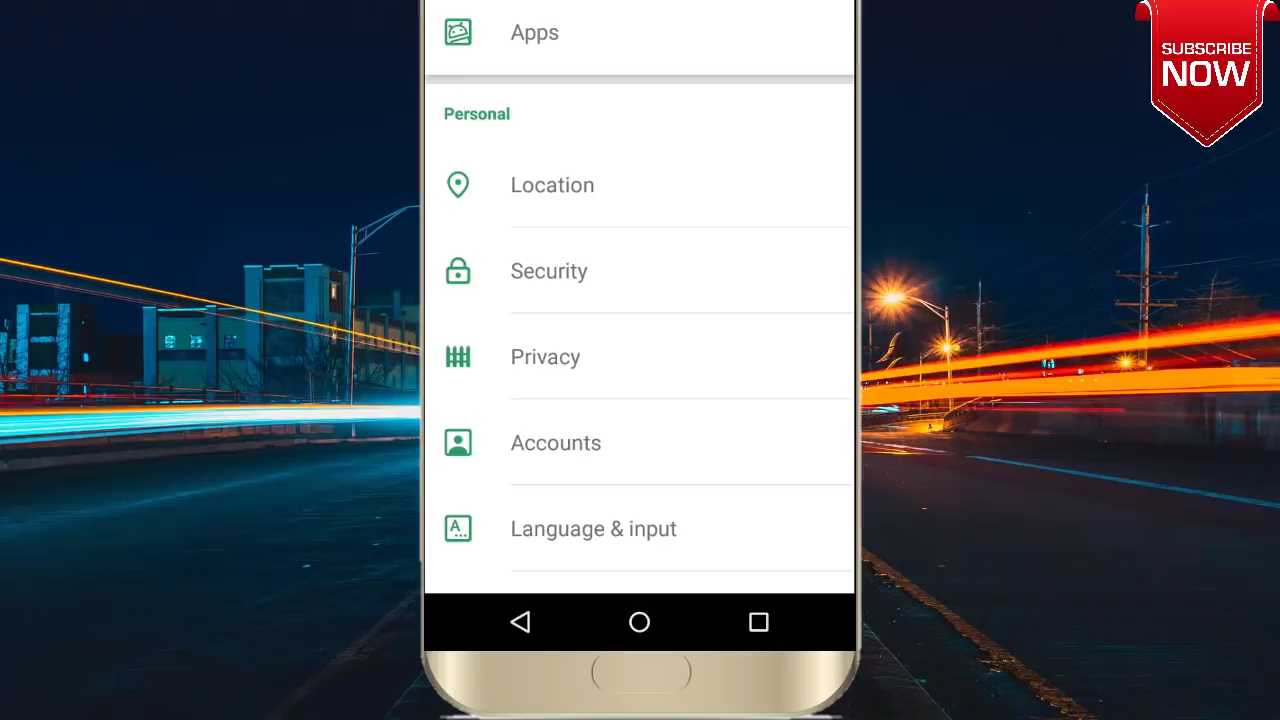 Apps
SUBSCRIBE
NOW
Personal
Location
Security
Privacy
Accounts
Language & input